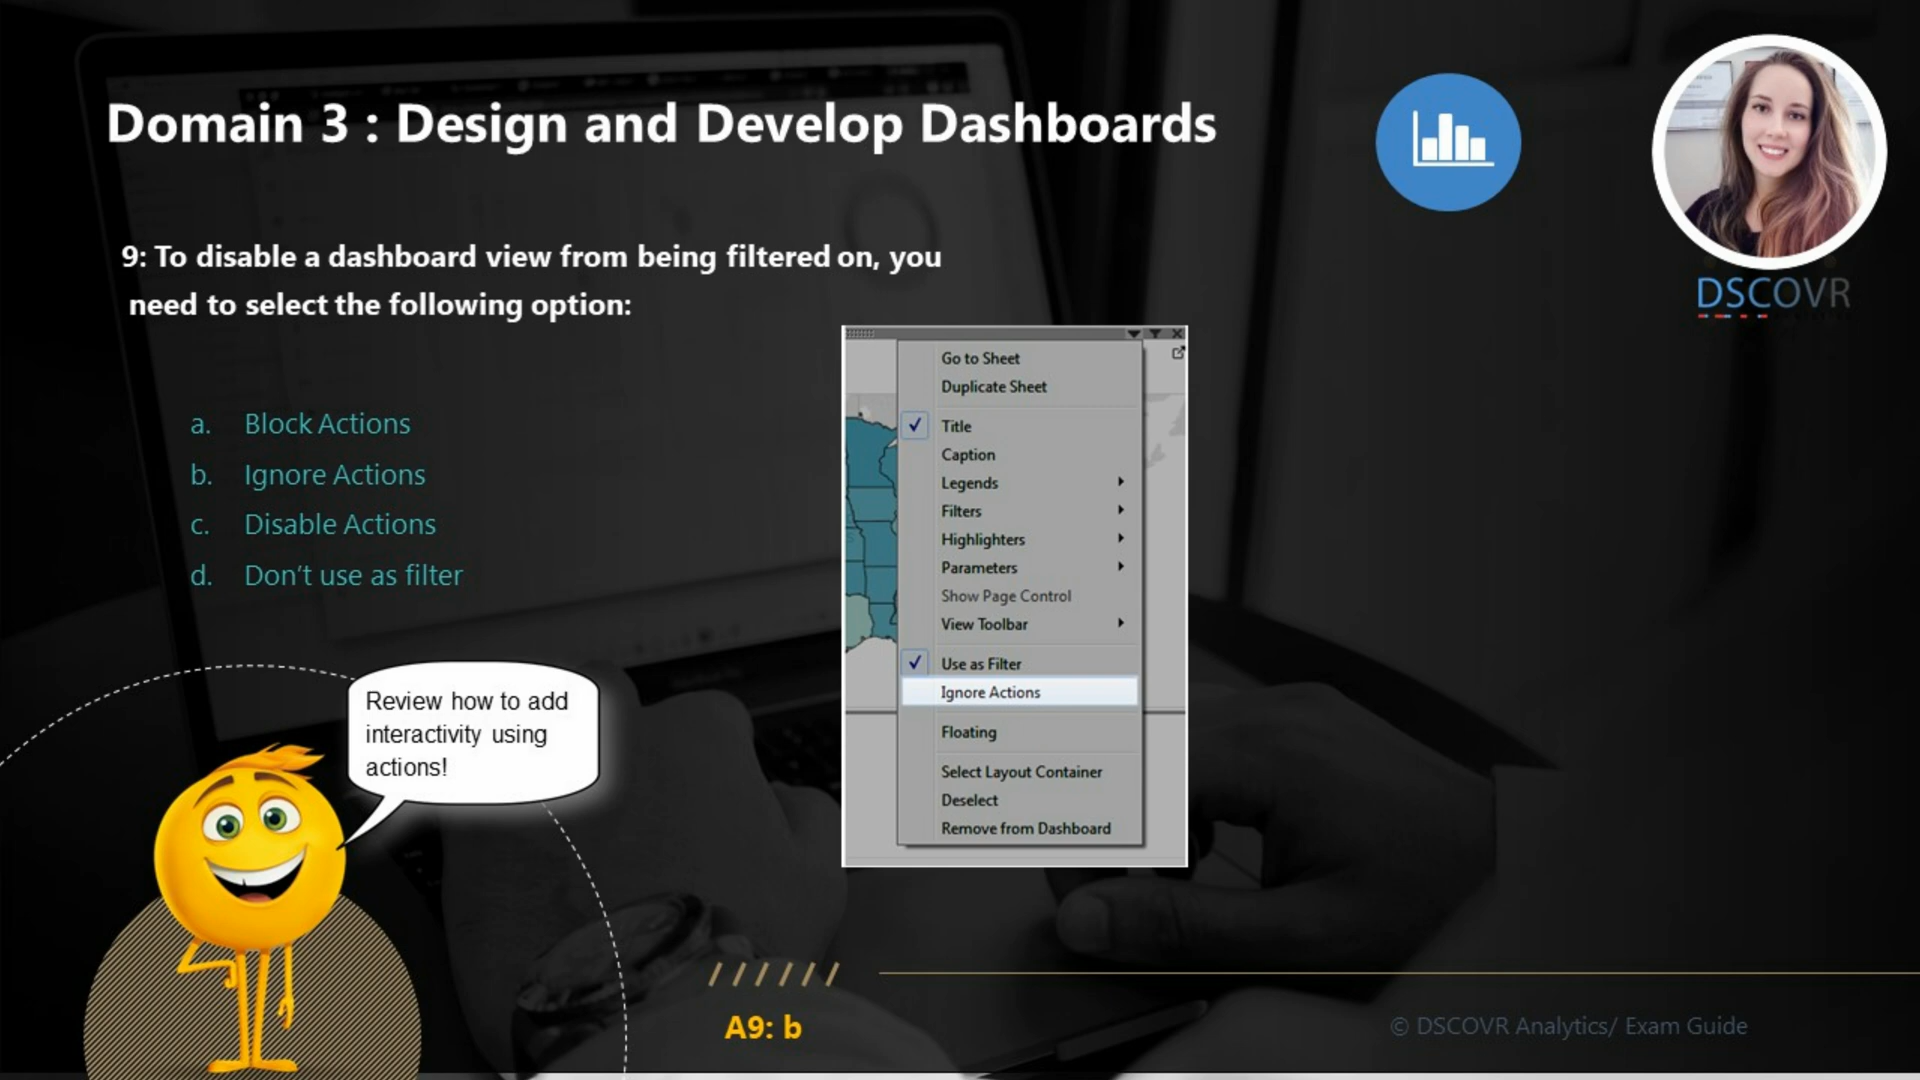 Domain 3 : Design and Develop Dashboards
DSCOVR
9: To disable a dashboard view from being filtered on, you
need to select the following option:
a. Block Actions
b. Ignore Actions
c. Disable Actions
d. Don't use as filter
Go to Sheet
Duplicate Sheet
Title
Caption
Legends
Filters
Highlighters
Parameters
Show Page Control
View Toolbar
Use as Filter
Ignore Actions
Floating
Select Layout Container
Deselect
Remove from Dashboard
Review how to add
interactivity using
actions!
A9: b
© DSCOVR Analytics/ Exam Guide